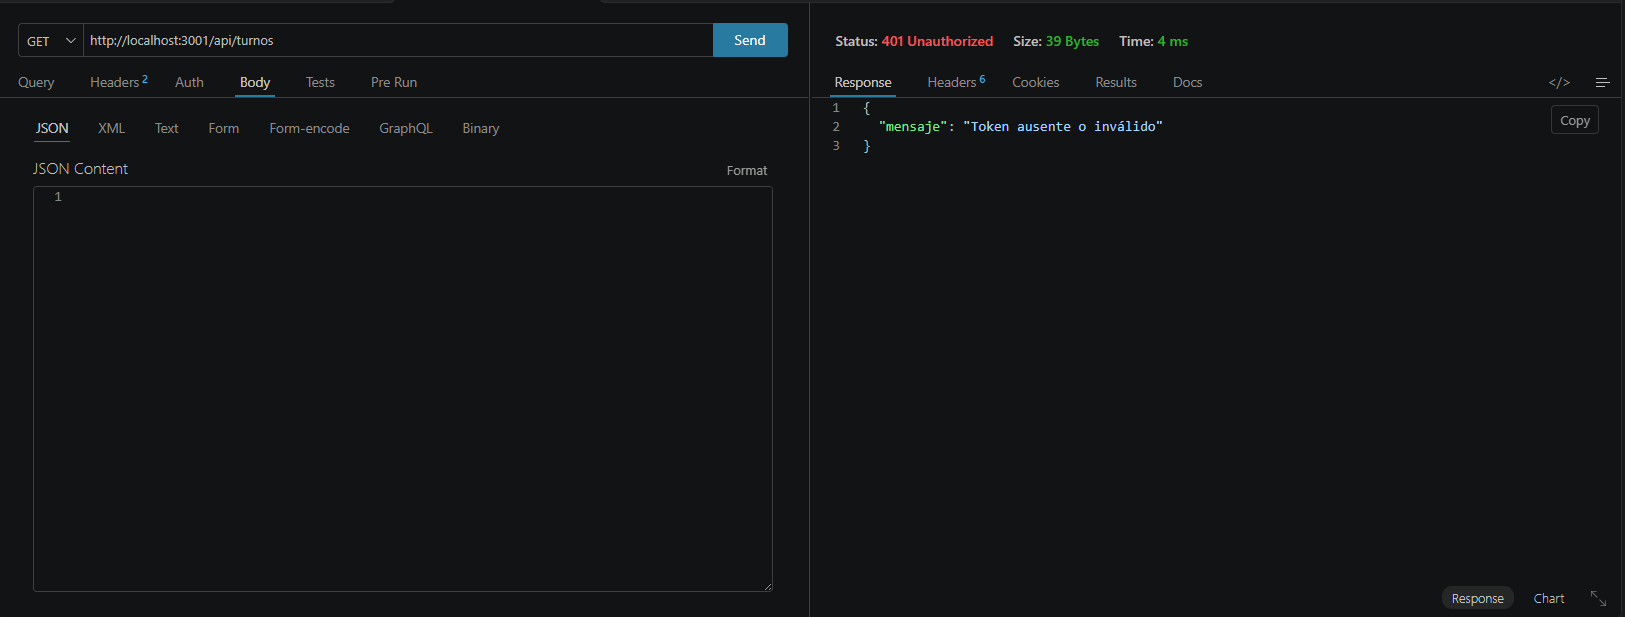 GET http://localhost:3001/api/turnos Send
Query Headers 2 Auth Body Tests Pre Run
JSON XML Text Form Form-encode GraphQL Binary
JSON Content Format
1
Status: 401 Unauthorized Size: 39 Bytes Time: 4 ms
Response Headers 6 Cookies Results Docs </>
1 {
2 "mensaje": "Token ausente o inválido"
3 }
Copy
Response Chart